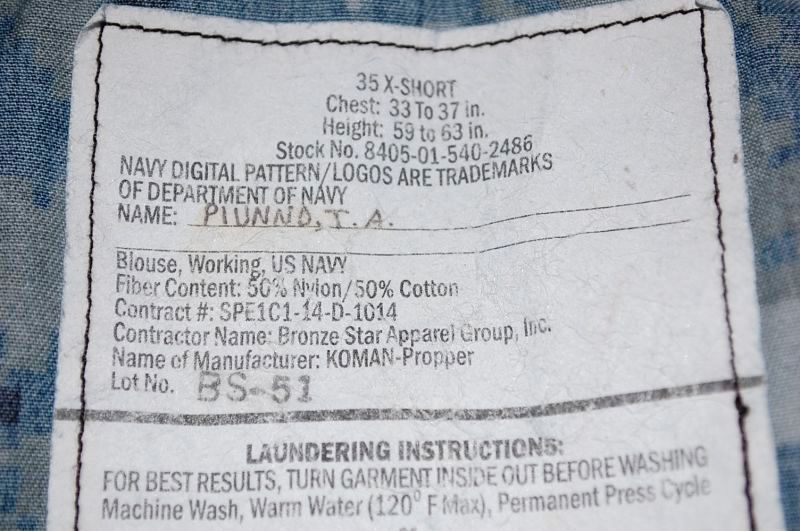 35 X-SHORT
Chest: 33 To 37 in.
Height: 59 to 63 in.
Stock No. 8405-01-540-2486
NAVY DIGITAL PATTERN/LOGOS ARE TRADEMARKS
OF DEPARTMENT OF NAVY
NAME: PIUNNO, T. A.
Blouse, Working, US NAVY
Fiber Content: 50% Nylon/50% Cotton
Contract #: SPE1C1-14-D-1014
Contractor Name: Bronze Star Apparel Group, Inc.
Name of Manufacturer: KOMAN-Propper
Lot No. BS-51
LAUNDERING INSTRUCTIONS:
FOR BEST RESULTS, TURN GARMENT INSIDE OUT BEFORE WASHING
Machine Wash, Warm Water (120° F Max), Permanent Press Cycle